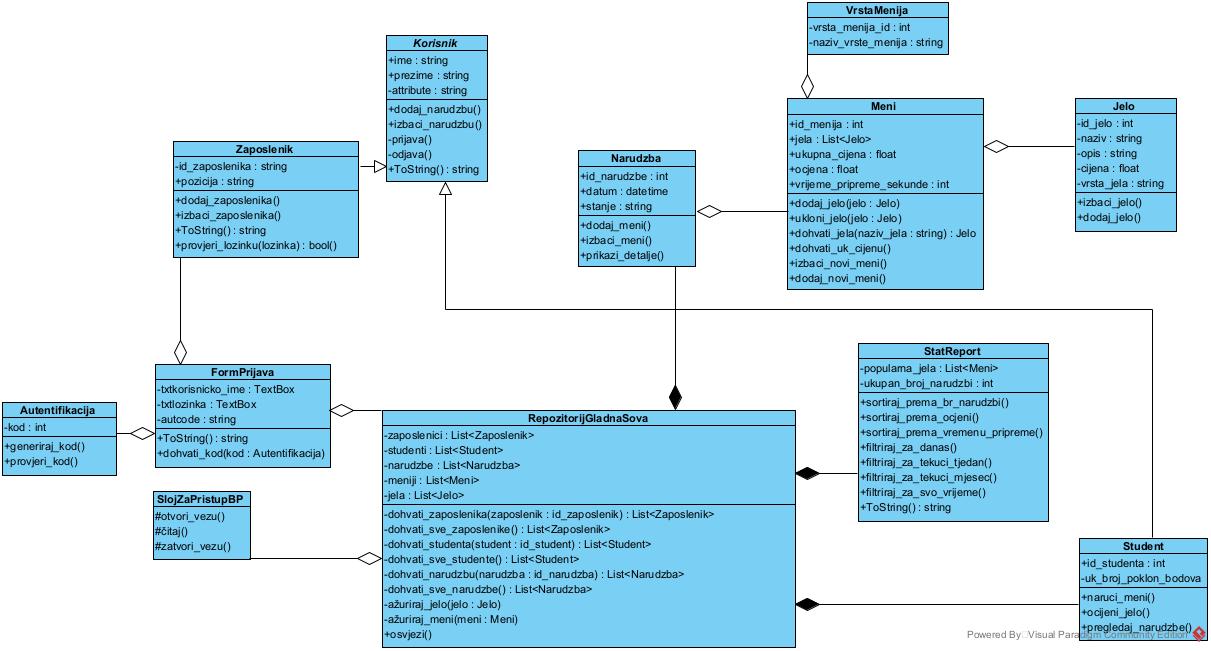 VrstaMenija
-vrsta_menija_id : int
-naziv_vrste_menija : string
Korisnik
+ime : string
+prezime : string
-attribute : string
+dodaj_narudzbu()
+izbaci_narudzbu()
-prijava()
-odjava()
+ToString() : string
Meni
+id_menija : int
+jela : List<Jelo>
+ukupna_cijena : float
+ocjena : float
+vrijeme_pripreme_sekunde : int
+dodaj_jelo(jelo : Jelo)
+ukloni_jelo(jelo : Jelo)
+dohvati_jela(naziv_jela : string) : Jelo
+dohvati_uk_cijenu()
+izbaci_novi_meni()
+dodaj_novi_meni()
Jelo
-id_jelo : int
-naziv : string
-opis : string
-cijena : float
-vrsta_jela : string
+izbaci_jelo()
+dodaj_jelo()
Zaposlenik
-id_zaposlenika : string
+pozicija : string
+dodaj_zaposlenika()
+izbaci_zaposlenika()
+ToString() : string
+provjeri_lozinku(lozinka) : bool()
Narudzba
+id_narudzbe : int
+datum : datetime
+stanje : string
+dodaj_meni()
+izbaci_meni()
+prikazi_detalje()
StatReport
-popularna_jela : List<Meni>
-ukupan_broj_narudzbi : int
+sortiraj_prema_br_narudzbi()
+sortiraj_prema_ocjeni()
+sortiraj_prema_vremenu_pripreme()
+filtriraj_za_danas()
+filtriraj_za_tekuci_tjedan()
+filtriraj_za_tekuci_mjesec()
+filtriraj_za_svo_vrijeme()
+ToString() : string
FormPrijava
-txtkorisnicko_ime : TextBox
-txtlozinka : TextBox
-autcode : string
+ToString() : string
+dohvati_kod(kod : Autentifikacija)
Autentifikacija
-kod : int
+generiraj_kod()
+provjeri_kod()
RepozitorijGladnaSova
-zaposlenici : List<Zaposlenik>
-studenti : List<Student>
-narudzbe : List<Narudzba>
-meniji : List<Meni>
-jela : List<Jelo>
-dohvati_zaposlenika(zaposlenik : id_zaposlenik) : List<Zaposlenik>
-dohvati_sve_zaposlenike() : List<Zaposlenik>
-dohvati_studenta(student : id_student) : List<Student>
-dohvati_sve_studente() : List<Student>
-dohvati_narudzbu(narudzba : id_narudzba) : List<Narudzba>
-dohvati_sve_narudzbe() : List<Narudzba>
-ažuriraj_jelo(jelo : Jelo)
-ažuriraj_meni(meni : Meni)
+osvjezi()
SlojZaPristupBP
#otvori_vezu()
#čitaj()
#zatvori_vezu()
Student
+id_studenta : int
-uk_broj_poklon_bodova
+naruci_meni()
+ocijeni_jelo()
+pregledaj_narudzbe()
Powered By Visual Paradigm Community Edition